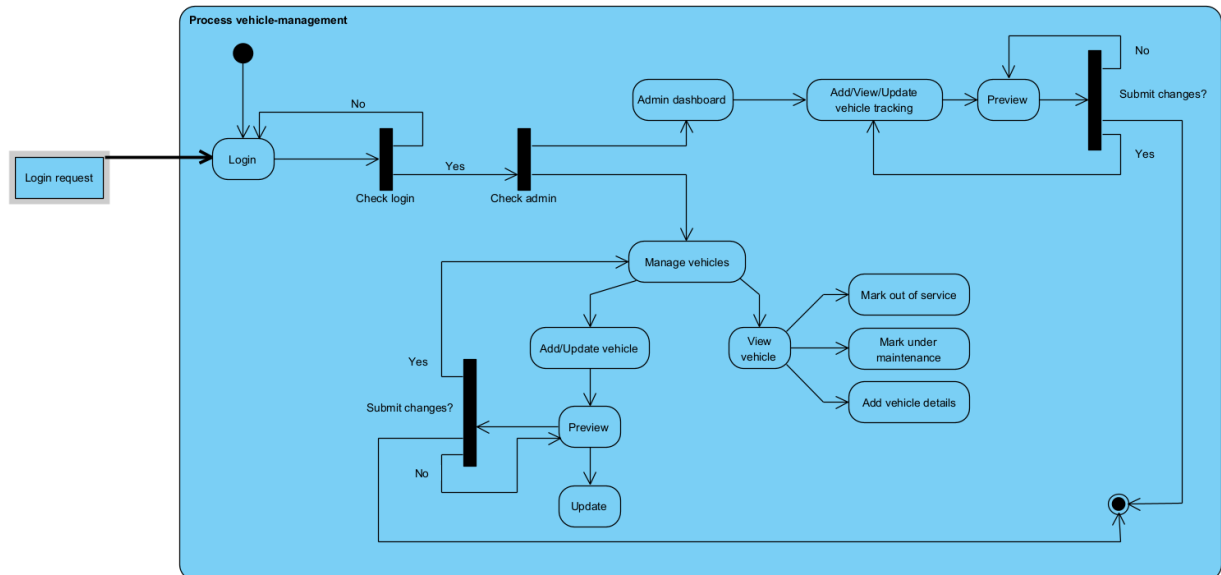 Process vehicle-management
No
Admin dashboard
Add/View/Update
vehicle tracking
Preview
No
Submit changes?
Yes
Login request
Login
Check login
Yes
Check admin
Manage vehicles
Mark out of service
Add/Update vehicle
View
vehicle
Mark under
maintenance
Add vehicle details
Yes
Submit changes?
Preview
No
Update